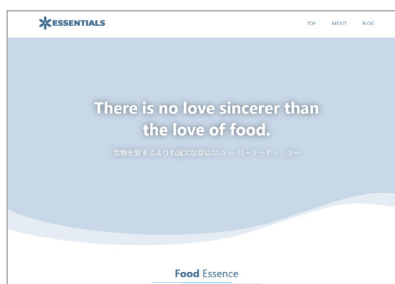 ESSENTIALS
TOP ABOUT BLOG
There is no love sincerer than
the love of food.
食物を愛するよりも誠実な愛はない — バーナード・ショー
Food Essence